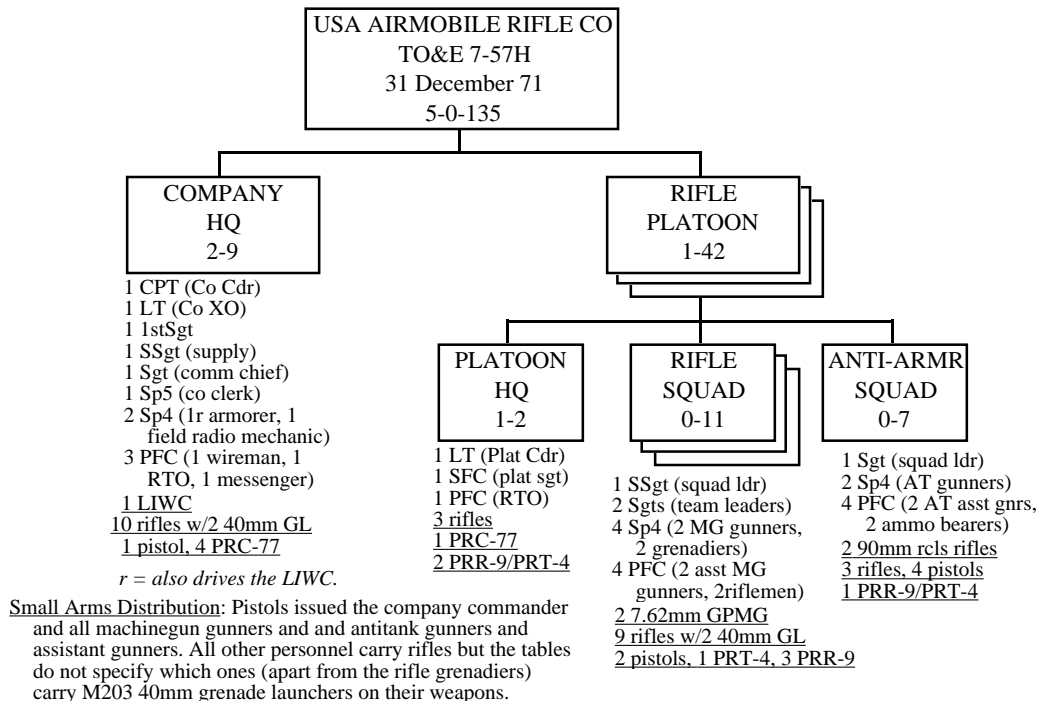 USA AIRMOBILE RIFLE CO
TO&E 7-57H
31 December 71
5-0-135
COMPANY
HQ
2-9
1 CPT (Co Cdr)
1 LT (Co XO)
1 1stSgt
1 SSgt (supply)
1 Sgt (comm chief)
1 Sp5 (co clerk)
2 Sp4 (1r armorer, 1
field radio mechanic)
3 PFC (1 wireman, 1
RTO, 1 messenger)
1 LIWC
10 rifles w/2 40mm GL
1 pistol, 4 PRC-77
r = also drives the LIWC.
RIFLE
PLATOON
1-42
PLATOON
HQ
1-2
1 LT (Plat Cdr)
1 SFC (plat sgt)
1 PFC (RTO)
3 rifles
1 PRC-77
2 PRR-9/PRT-4
RIFLE
SQUAD
0-11
1 SSgt (squad ldr)
2 Sgts (team leaders)
4 Sp4 (2 MG gunners,
2 grenadiers)
4 PFC (2 asst MG
gunners, 2riflemen)
2 7.62mm GPMG
9 rifles w/2 40mm GL
2 pistols, 1 PRT-4, 3 PRR-9
ANTI-ARMR
SQUAD
0-7
1 Sgt (squad ldr)
2 Sp4 (AT gunners)
4 PFC (2 AT asst gnrs,
2 ammo bearers)
2 90mm rcls rifles
3 rifles, 4 pistols
1 PRR-9/PRT-4
Small Arms Distribution: Pistols issued the company commander
and all machinegun gunners and and antitank gunners and
assistant gunners. All other personnel carry rifles but the tables
do not specify which ones (apart from the rifle grenadiers)
carry M203 40mm grenade launchers on their weapons.